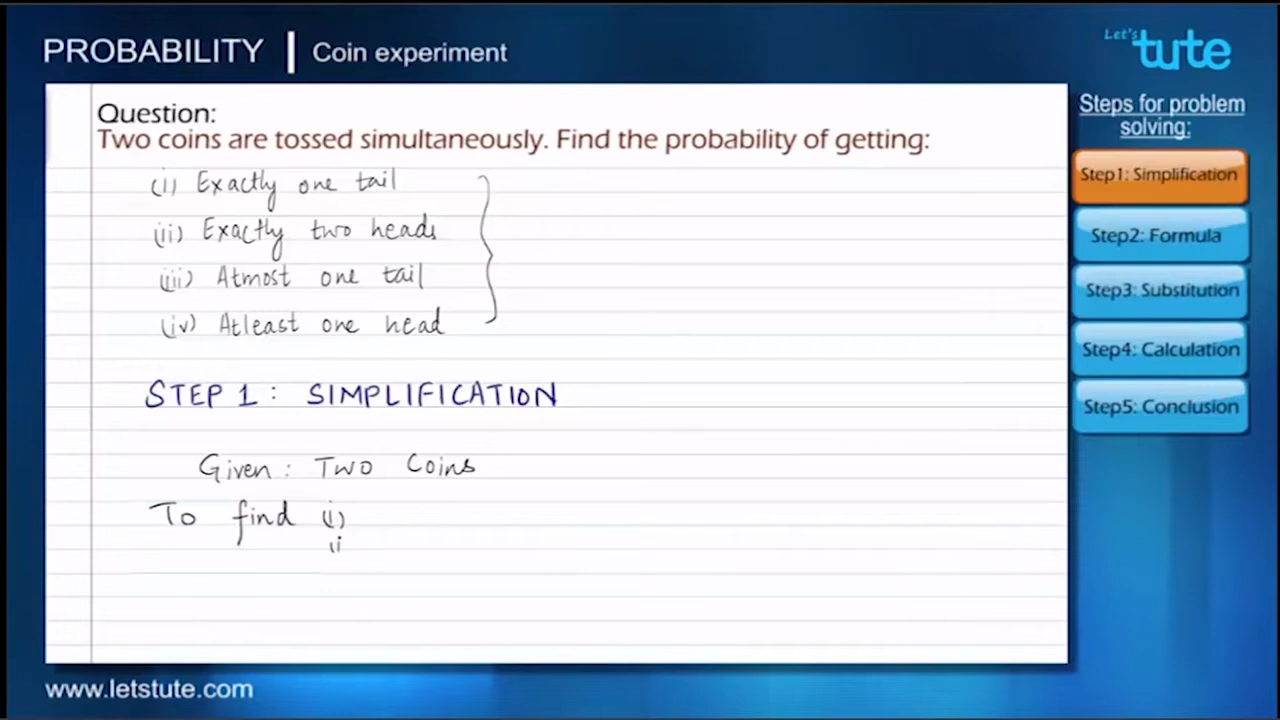 PROBABILITY | Coin experiment
Let's tute
Question:
Two coins are tossed simultaneously. Find the probability of getting:
(i) Exactly one tail
(ii) Exactly two heads
(iii) Atmost one tail
(iv) Atleast one head
STEP 1: SIMPLIFICATION
Given: Two Coins
To find (i)
(i
Steps for problem
solving:
Step1: Simplification
Step2: Formula
Step3: Substitution
Step4: Calculation
Step5: Conclusion
www.letstute.com